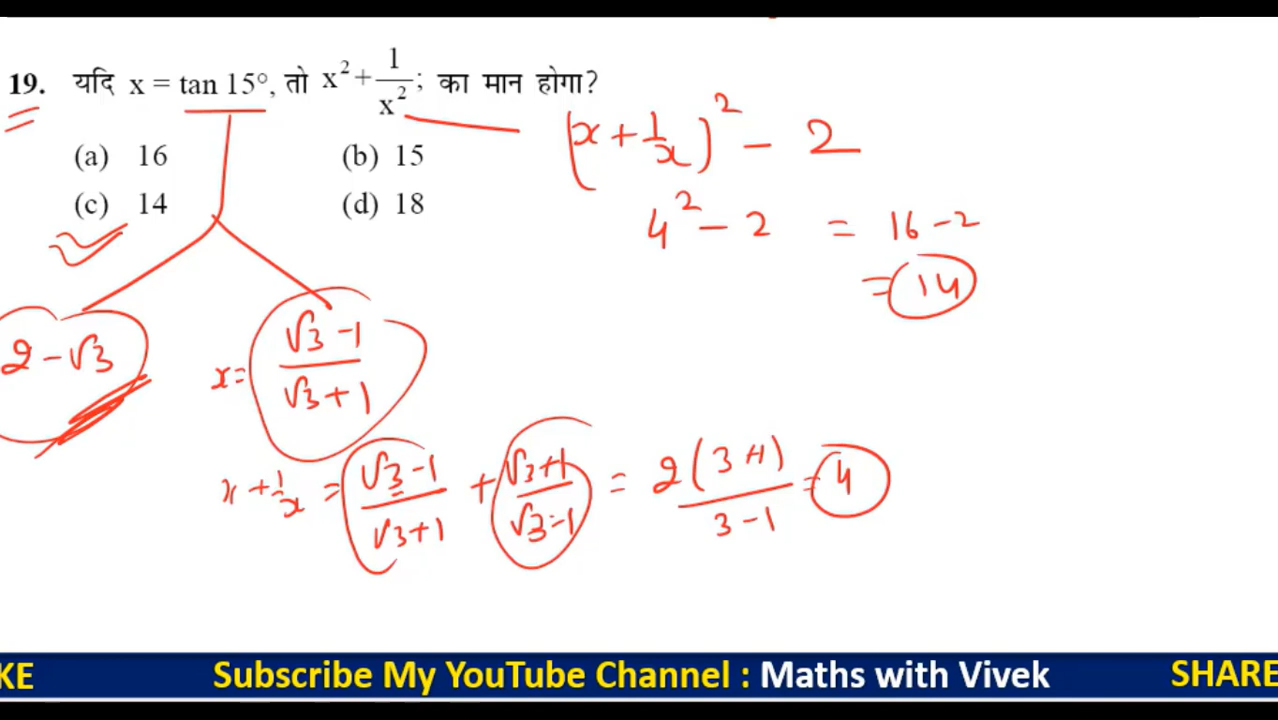 19. यदि x = tan 15°, तो x² + 1/x²; का मान होगा?
(a) 16 (b) 15
(c) 14 (d) 18
(x + 1/x)² - 2
4² - 2 = 16 - 2
= 14
2 - √3
x = (√3 - 1)/(√3 + 1)
x + 1/x = (√3 - 1)/(√3 + 1) + (√3 + 1)/(√3 - 1) = 2(3 + 1)/(3 - 1) = 4
KE Subscribe My YouTube Channel : Maths with Vivek SHARE